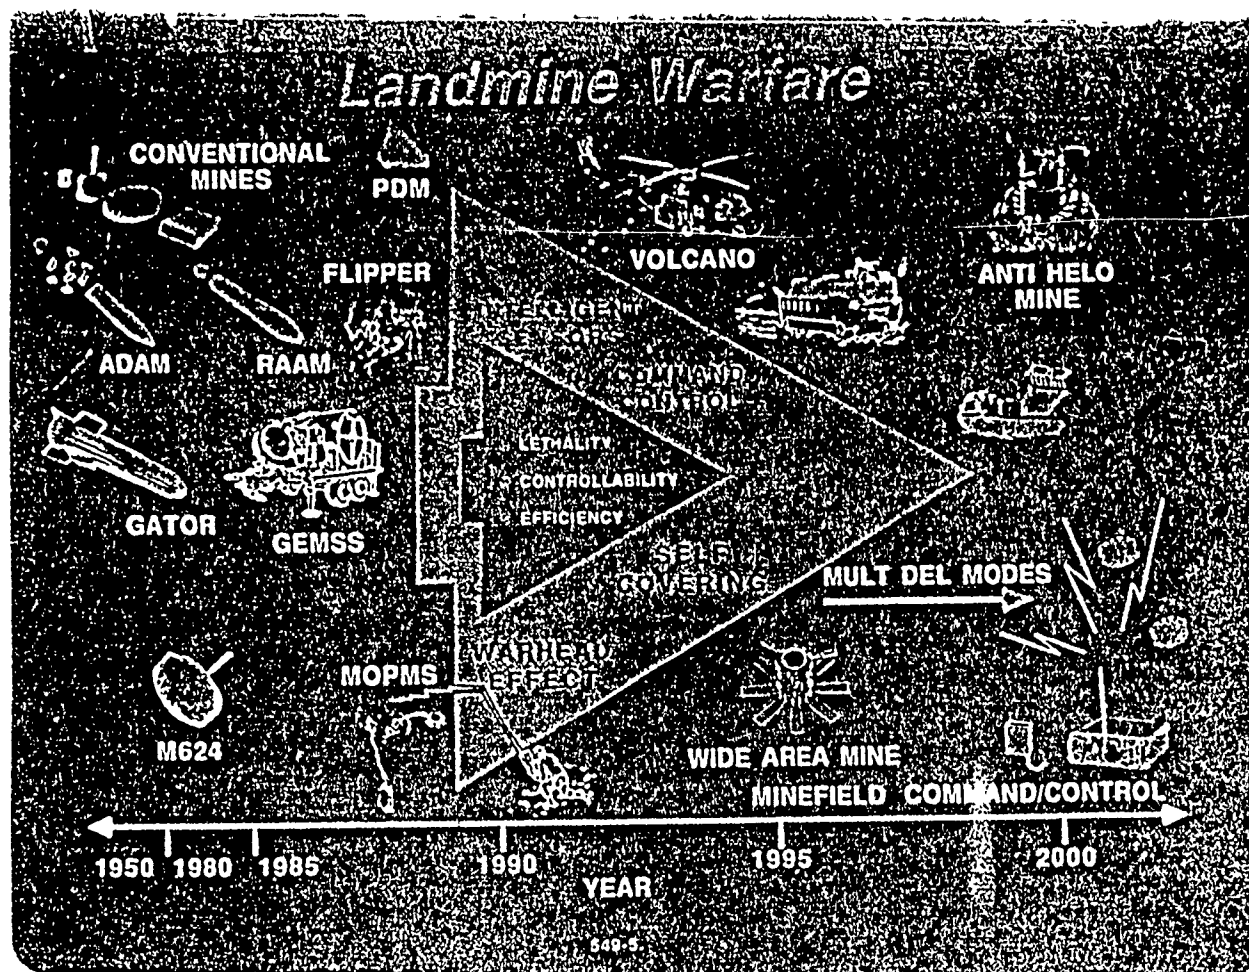 Landmine Warfare
CONVENTIONAL
MINES
PDM
VOLCANO
ANTI HELO
MINE
FLIPPER
ADAM
RAAM
COMMAND
CONTROL
LETHALITY
CONTROLLABILITY
EFFICIENCY
GATOR
GEMSS
SELF
COVERING
MULT DEL MODES
WARHEAD
EFFECT
MOPMS
M624
WIDE AREA MINE
MINEFIELD COMMAND/CONTROL
1950 1980 1985 1990 1995 2000
YEAR
549-5